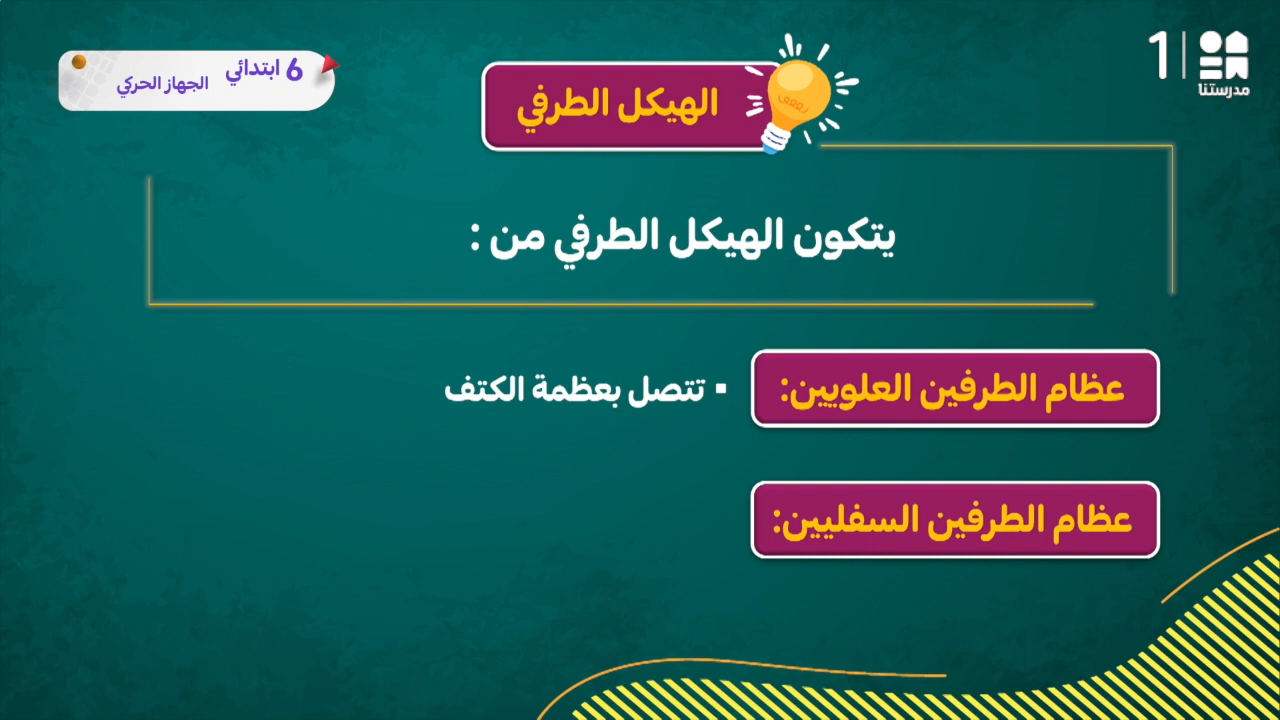 1
مدرستنا
6 ابتدائي
الجهاز الحركي
الهيكل الطرفي
يتكون الهيكل الطرفي من :
عظام الطرفين العلويين:
▪ تتصل بعظمة الكتف
عظام الطرفين السفليين: